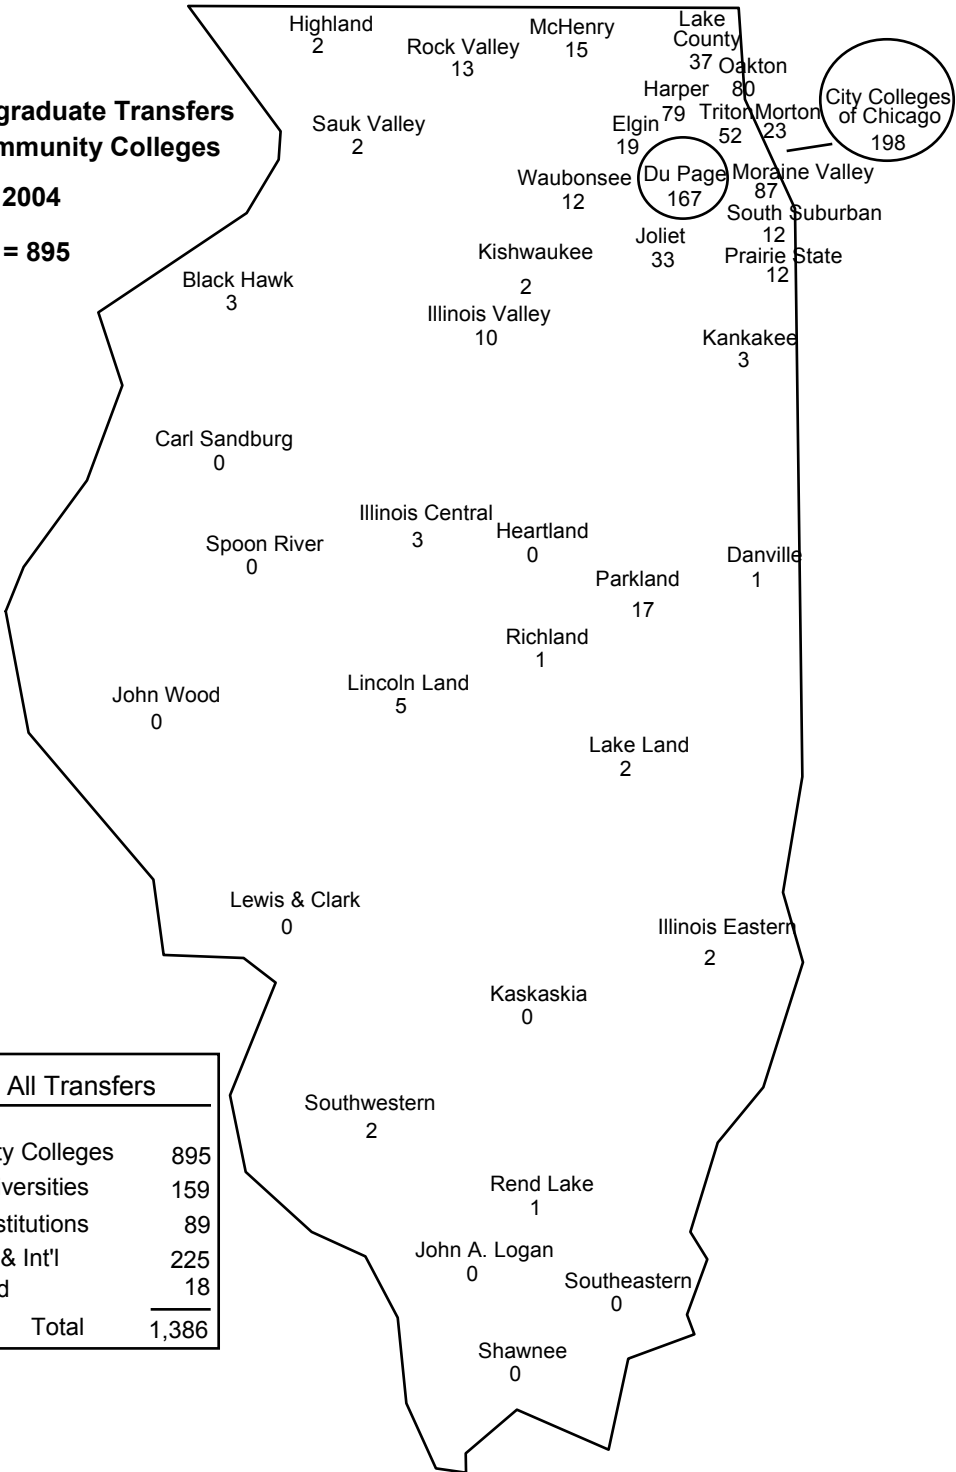 Highland
2
Rock Valley
13
McHenry
15
Lake
County
37
Oakton
80
Harper
79
Triton
52
Morton
23
City Colleges
of Chicago
198
graduate Transfers
mmunity Colleges
2004
= 895
Sauk Valley
2
Elgin
19
Waubonsee
12
Du Page
167
Moraine Valley
87
South Suburban
12
Joliet
33
Prairie State
12
Kishwaukee
2
Black Hawk
3
Illinois Valley
10
Kankakee
3
Carl Sandburg
0
Illinois Central
3
Heartland
0
Spoon River
0
Danville
1
Parkland
17
Richland
1
John Wood
0
Lincoln Land
5
Lake Land
2
Lewis & Clark
0
Illinois Eastern
2
Kaskaskia
0
Southwestern
2
Rend Lake
1
John A. Logan
0
Southeastern
0
Shawnee
0
All Transfers
ty Colleges 895
versities 159
stitutions 89
& Int'l 225
d 18
Total 1,386